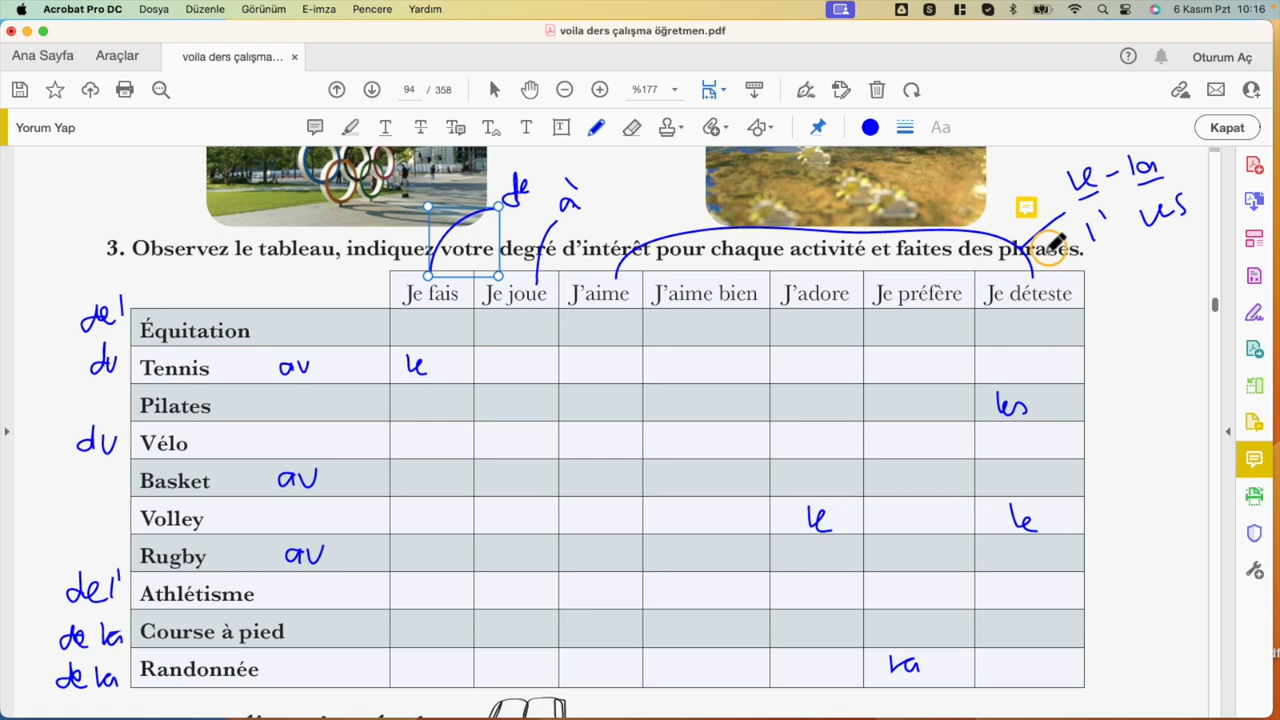 Acrobat Pro DC Dosya Düzenle Görünüm E-imza Pencere Yardım 6 Kasım Pzt 10:16
voila ders çalışma öğretmen.pdf
Ana Sayfa Araçlar voila ders çalışma... × Oturum Aç
94 / 358 %177
Yorum Yap Aa Kapat
de à le - la
l' les
3. Observez le tableau, indiquez votre degré d'intérêt pour chaque activité et faites des phrases.
Je fais Je joue J'aime J'aime bien J'adore Je préfère Je déteste
de l' Équitation
du Tennis au le
Pilates les
du Vélo
Basket au
Volley le le
Rugby au
de l' Athlétisme
de la Course à pied
de la Randonnée la